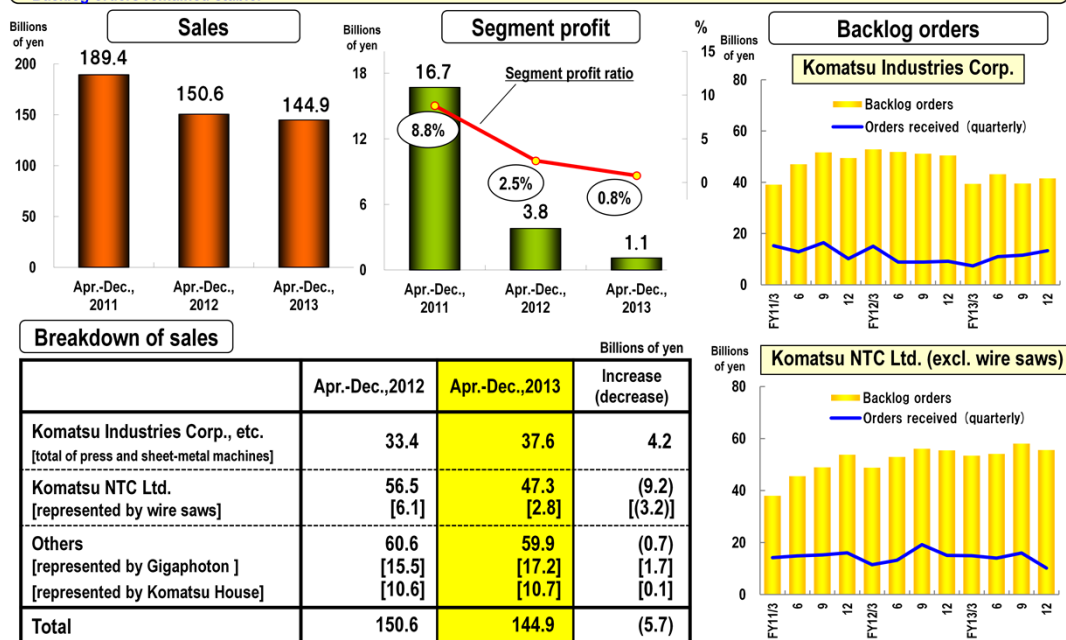 Sales
Billions
of yen
200
150
100
50
0
189.4
150.6
144.9
Apr.-Dec.,
2011
Apr.-Dec.,
2012
Apr.-Dec.,
2013
Segment profit
Billions
of yen
18
12
6
0
%
15
10
5
0
Segment profit ratio
16.7
3.8
1.1
8.8%
2.5%
0.8%
Apr.-Dec.,
2011
Apr.-Dec.,
2012
Apr.-Dec.,
2013
Backlog orders
Billions
of yen
Komatsu Industries Corp.
80
60
40
20
0
Backlog orders
Orders received (quarterly)
FY11/3 6 9 12 FY12/3 6 9 12 FY13/3 6 9 12
Breakdown of sales
Billions of yen
Apr.-Dec.,2012 Apr.-Dec.,2013 Increase
(decrease)
Komatsu Industries Corp., etc. 33.4 37.6 4.2
[total of press and sheet-metal machines]
Komatsu NTC Ltd. 56.5 47.3 (9.2)
[represented by wire saws] [6.1] [2.8] [(3.2)]
Others 60.6 59.9 (0.7)
[represented by Gigaphoton ] [15.5] [17.2] [1.7]
[represented by Komatsu House] [10.6] [10.7] [0.1]
Total 150.6 144.9 (5.7)
Billions
of yen
Komatsu NTC Ltd. (excl. wire saws)
80
60
40
20
0
Backlog orders
Orders received (quarterly)
FY11/3 6 9 12 FY12/3 6 9 12 FY13/3 6 9 12